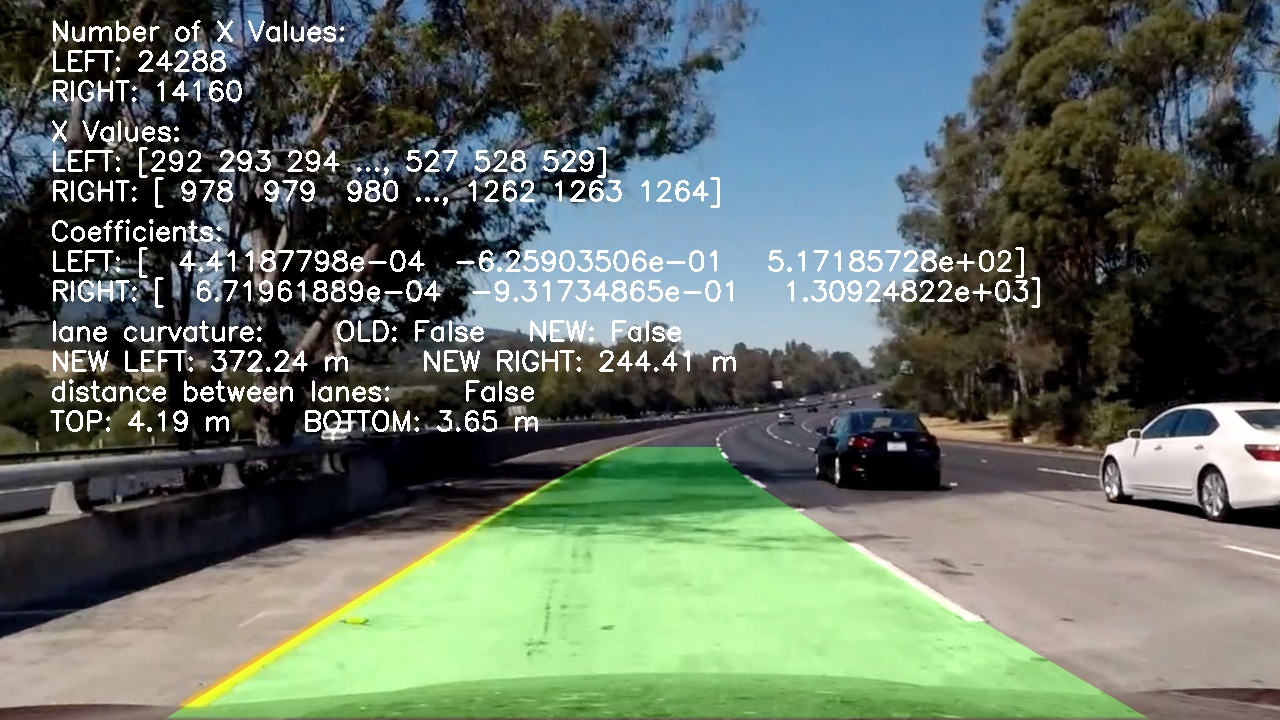 Number of X Values:
LEFT: 24288
RIGHT: 14160
X Values:
LEFT: [292 293 294 ..., 527 528 529]
RIGHT: [ 978 979 980 ..., 1262 1263 1264]
Coefficients:
LEFT: [ 4.41187798e-04 -6.25903506e-01 5.17185728e+02]
RIGHT: [ 6.71961889e-04 -9.31734865e-01 1.30924822e+03]
lane curvature: OLD: False NEW: False
NEW LEFT: 372.24 m NEW RIGHT: 244.41 m
distance between lanes: False
TOP: 4.19 m BOTTOM: 3.65 m